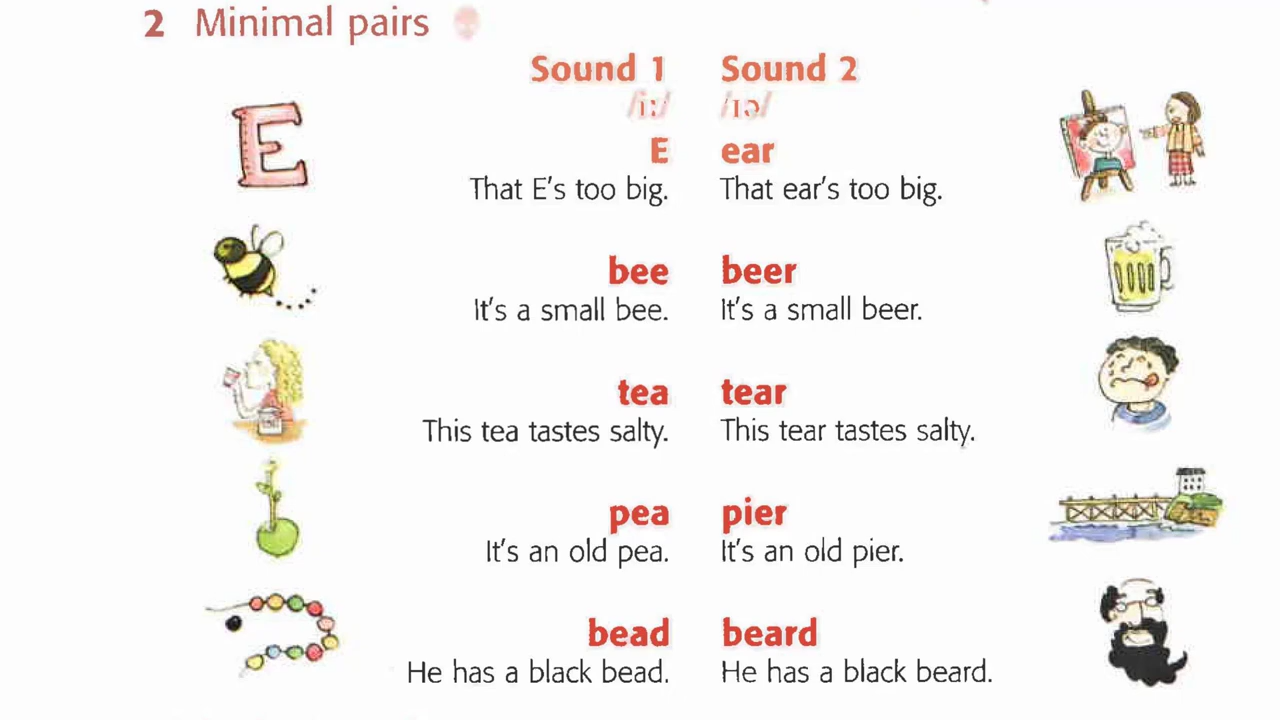 2 Minimal pairs
Sound 1 Sound 2
/iː/ /ɪə/
E ear
That E's too big. That ear's too big.
bee beer
It's a small bee. It's a small beer.
tea tear
This tea tastes salty. This tear tastes salty.
pea pier
It's an old pea. It's an old pier.
bead beard
He has a black bead. He has a black beard.